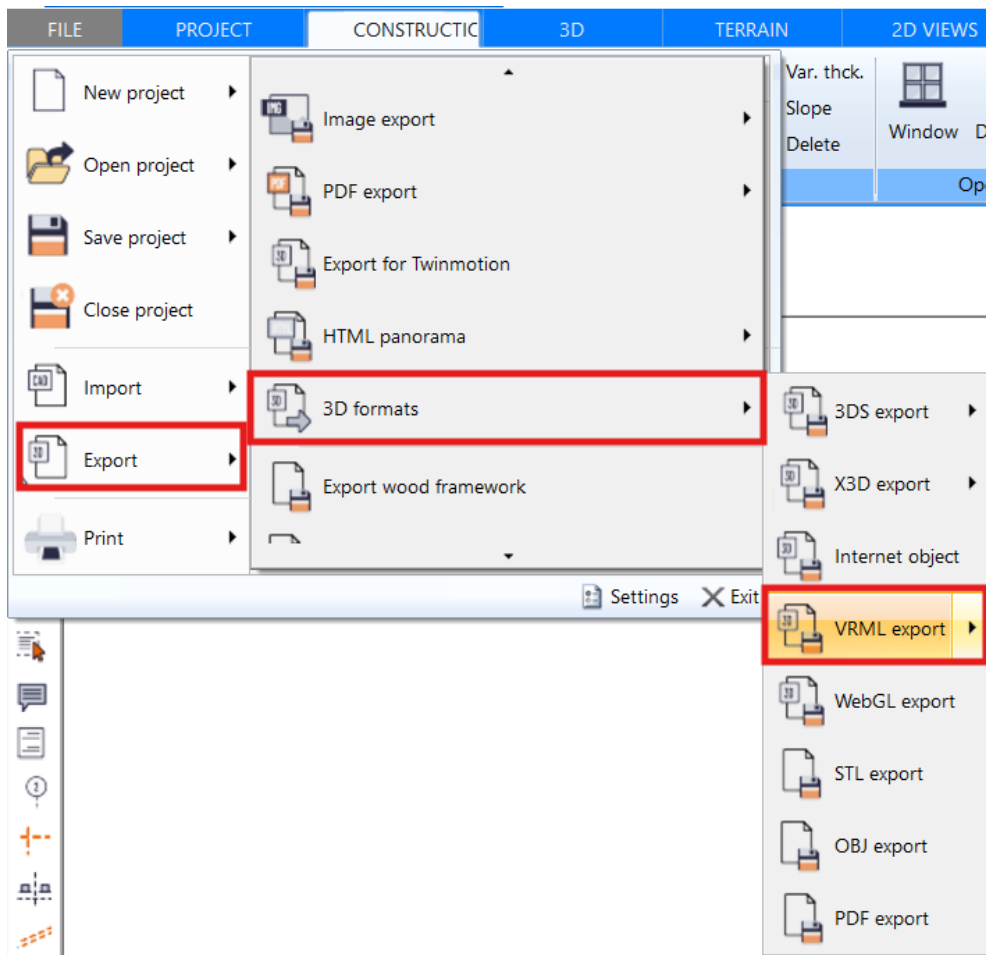 FILE
PROJECT
CONSTRUCTIC
3D
TERRAIN
2D VIEWS
New project
Open project
Save project
Close project
Import
Export
Print
Image export
PDF export
Export for Twinmotion
HTML panorama
3D formats
Export wood framework
Settings
Exit
3DS export
X3D export
Internet object
VRML export
WebGL export
STL export
OBJ export
PDF export
Var. thck.
Slope
Delete
Window
D
Ope